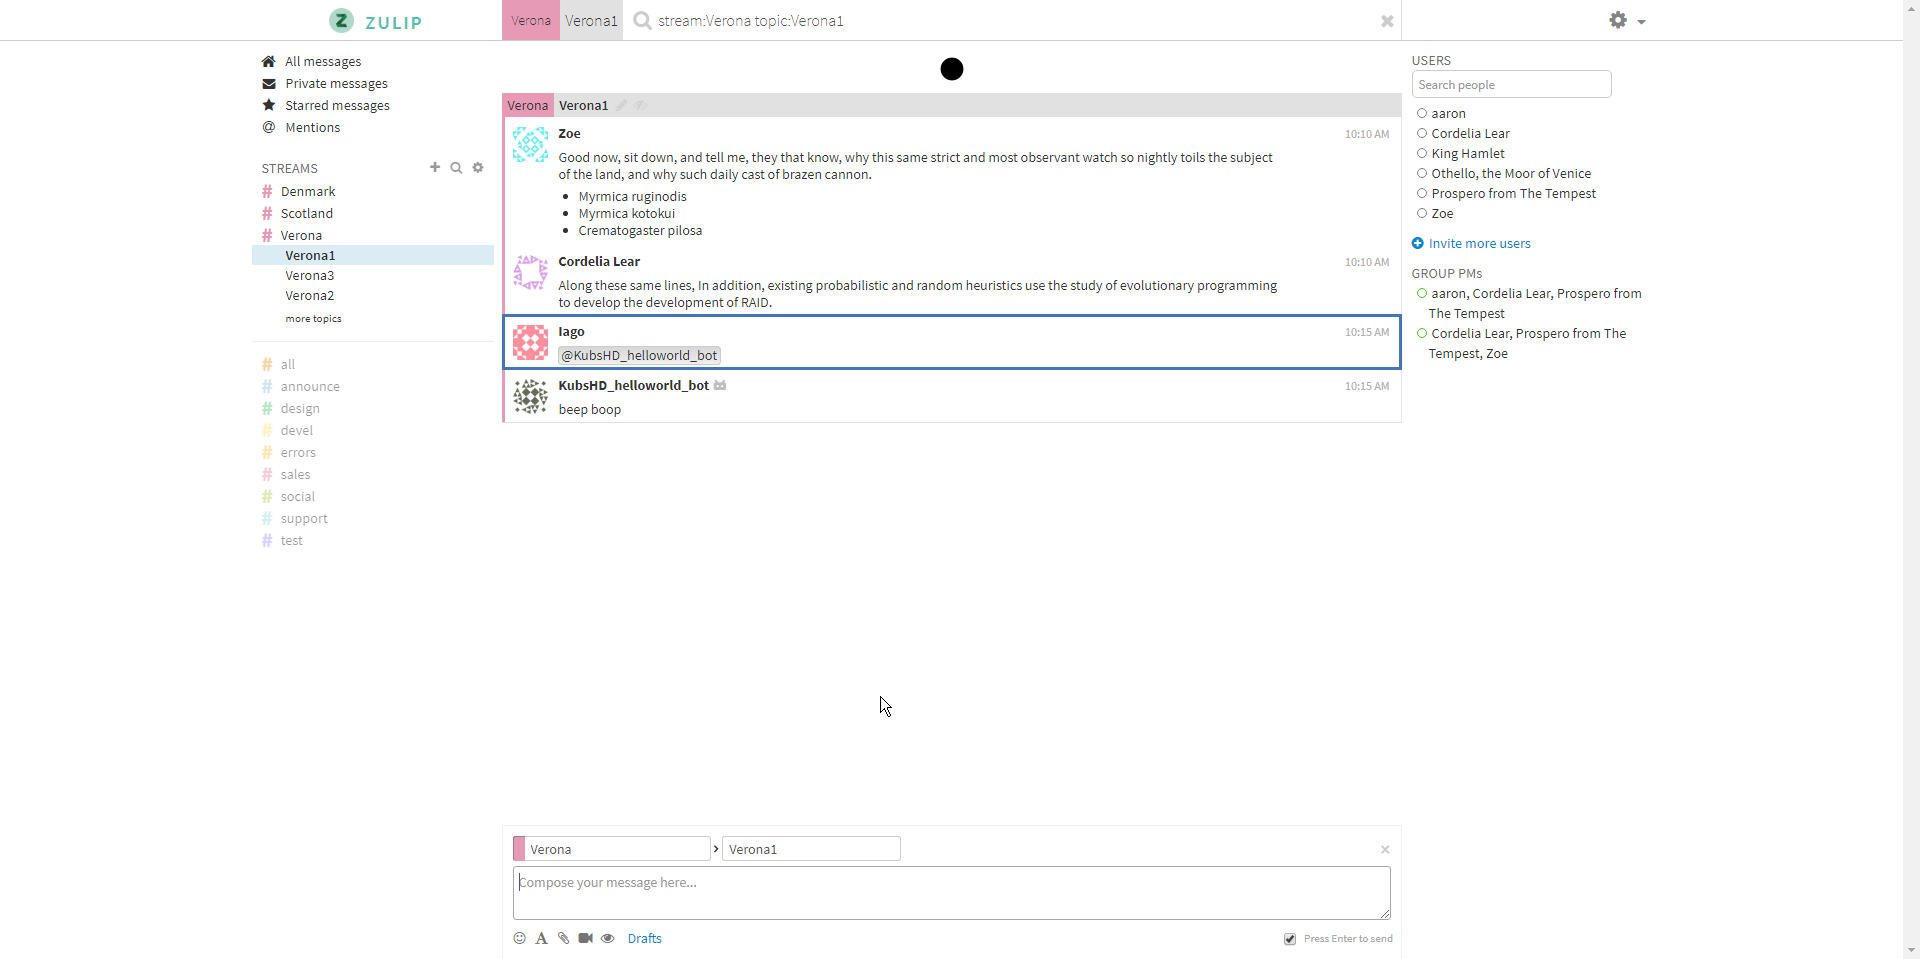 ZULIP
Verona Verona1 stream:Verona topic:Verona1
All messages
Private messages
Starred messages
@ Mentions
STREAMS
# Denmark
# Scotland
# Verona
Verona1
Verona3
Verona2
more topics
# all
# announce
# design
# devel
# errors
# sales
# social
# support
# test
Verona Verona1
Zoe 10:10 AM
Good now, sit down, and tell me, they that know, why this same strict and most observant watch so nightly toils the subject
of the land, and why such daily cast of brazen cannon.
• Myrmica ruginodis
• Myrmica kotokui
• Crematogaster pilosa
Cordelia Lear 10:10 AM
Along these same lines, In addition, existing probabilistic and random heuristics use the study of evolutionary programming
to develop the development of RAID.
Iago 10:15 AM
@KubsHD_helloworld_bot
KubsHD_helloworld_bot 10:15 AM
beep boop
Verona › Verona1
Compose your message here...
Drafts
Press Enter to send
USERS
Search people
aaron
Cordelia Lear
King Hamlet
Othello, the Moor of Venice
Prospero from The Tempest
Zoe
Invite more users
GROUP PMs
aaron, Cordelia Lear, Prospero from
The Tempest
Cordelia Lear, Prospero from The
Tempest, Zoe